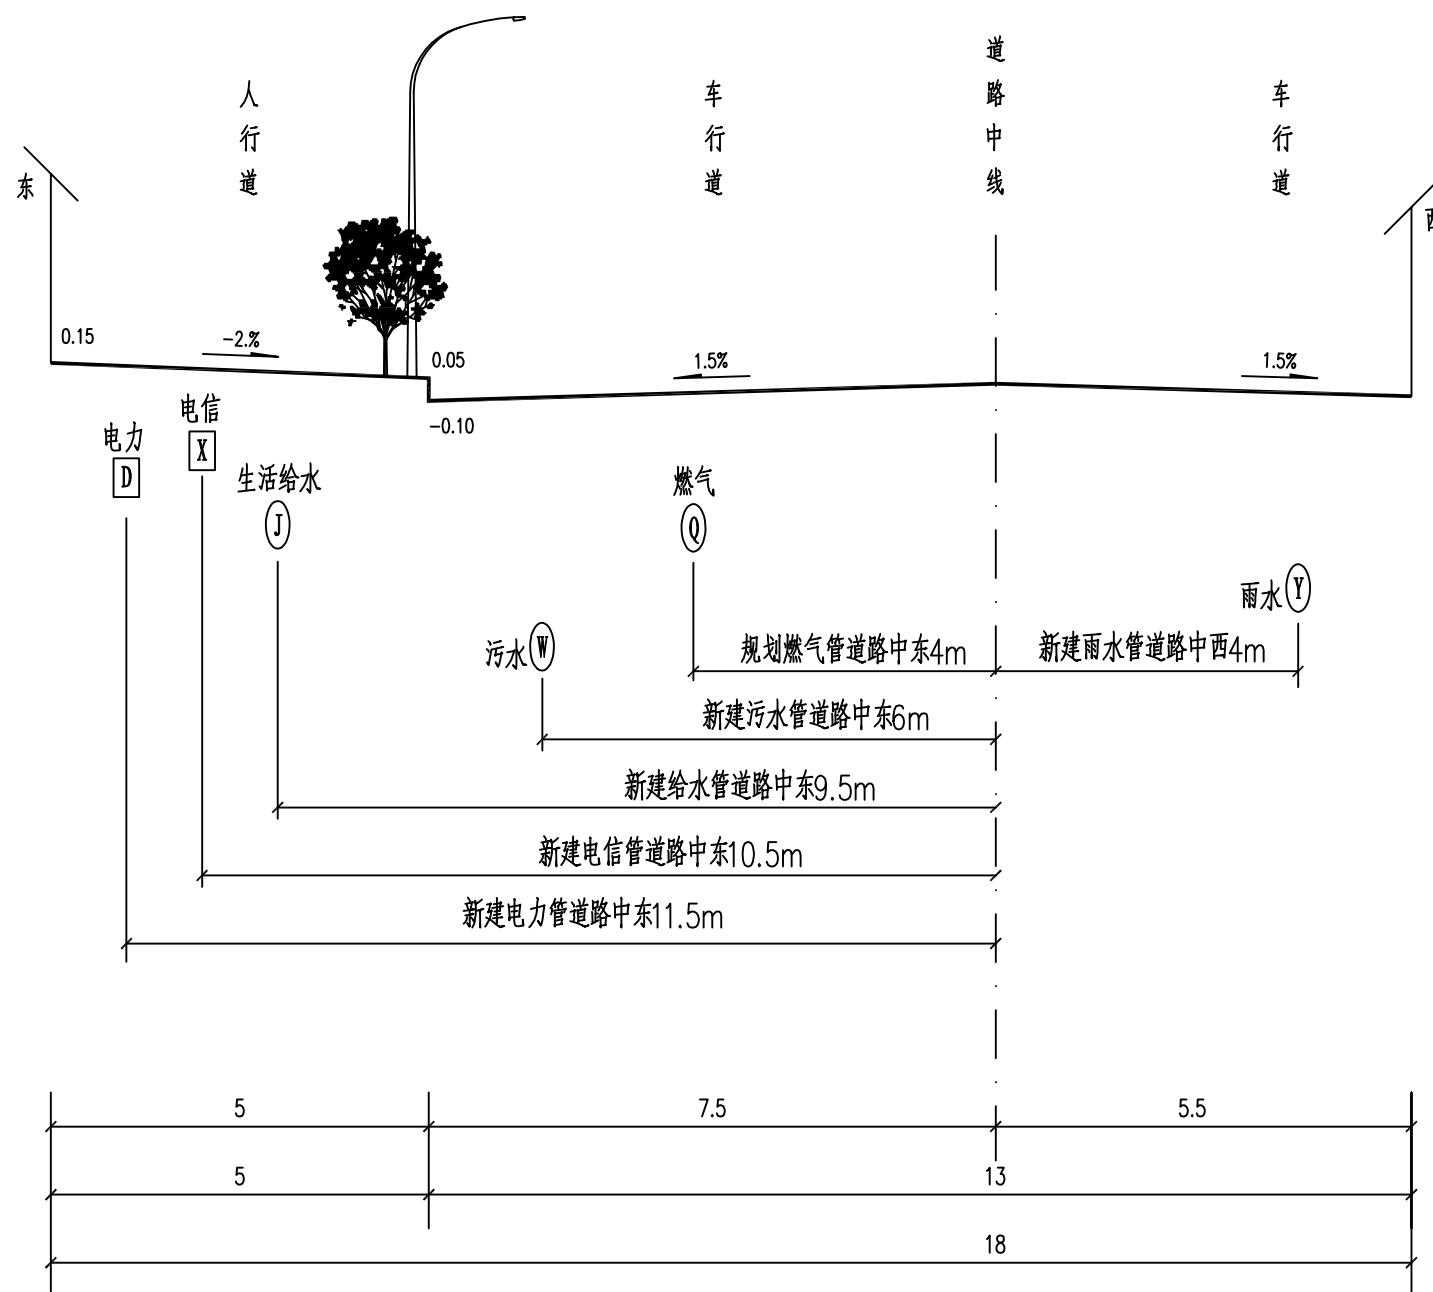 人行道
车行道
道路中线
车行道
东
西
0.15
-2.%
0.05
1.5%
1.5%
-0.10
电信
X
电力
D
生活给水
J
燃气
Q
雨水 Y
污水 W
规划燃气管道路中东4m
新建雨水管道路中西4m
新建污水管道路中东6m
新建给水管道路中东9.5m
新建电信管道路中东10.5m
新建电力管道路中东11.5m
5
7.5
5.5
5
13
18